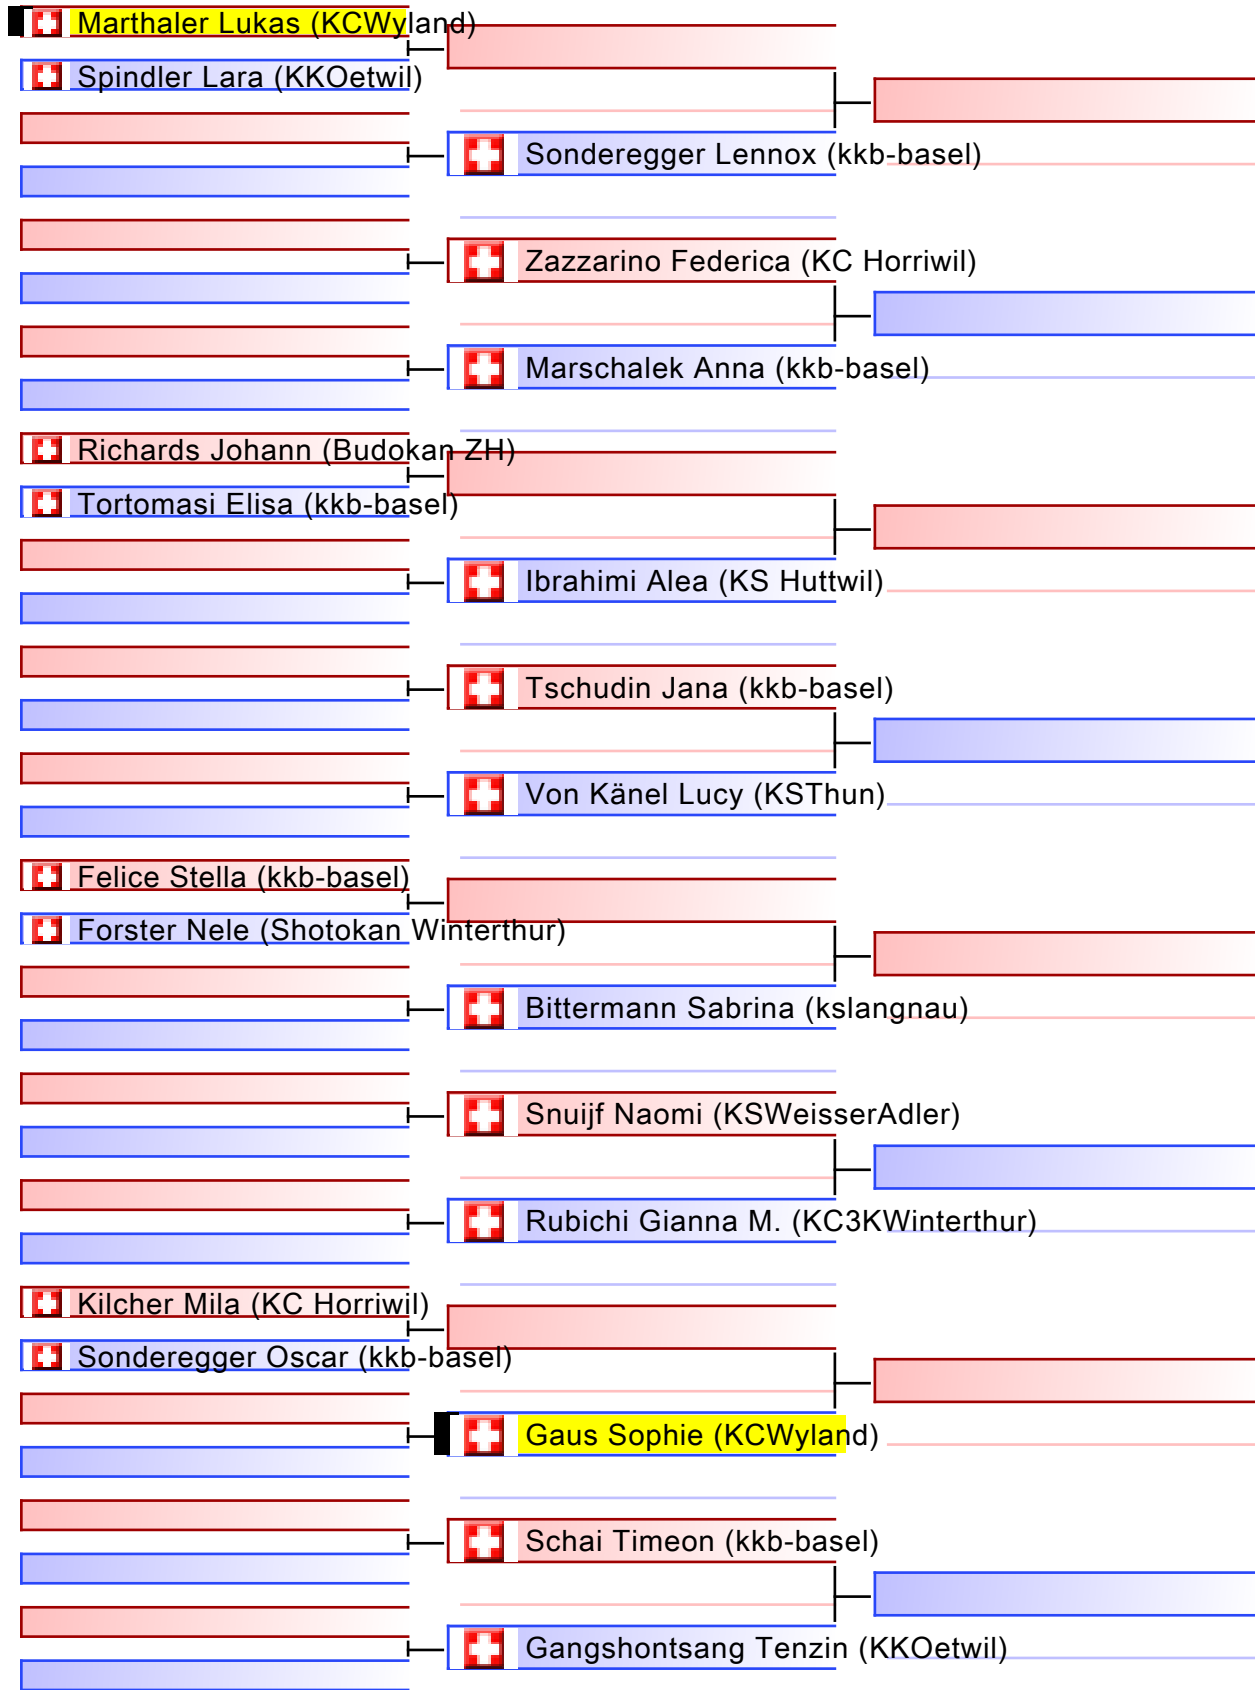 Marthaler Lukas (KCWyland)
Spindler Lara (KKOetwil)
Sonderegger Lennox (kkb-basel)
Zazzarino Federica (KC Horriwil)
Marschalek Anna (kkb-basel)
Richards Johann (Budokan ZH)
Tortomasi Elisa (kkb-basel)
Ibrahimi Alea (KS Huttwil)
Tschudin Jana (kkb-basel)
Von Känel Lucy (KSThun)
Felice Stella (kkb-basel)
Forster Nele (Shotokan Winterthur)
Bittermann Sabrina (kslangnau)
Snuijf Naomi (KSWeisserAdler)
Rubichi Gianna M. (KC3KWinterthur)
Kilcher Mila (KC Horriwil)
Sonderegger Oscar (kkb-basel)
Gaus Sophie (KCWyland)
Schai Timeon (kkb-basel)
Gangshontsang Tenzin (KKOetwil)